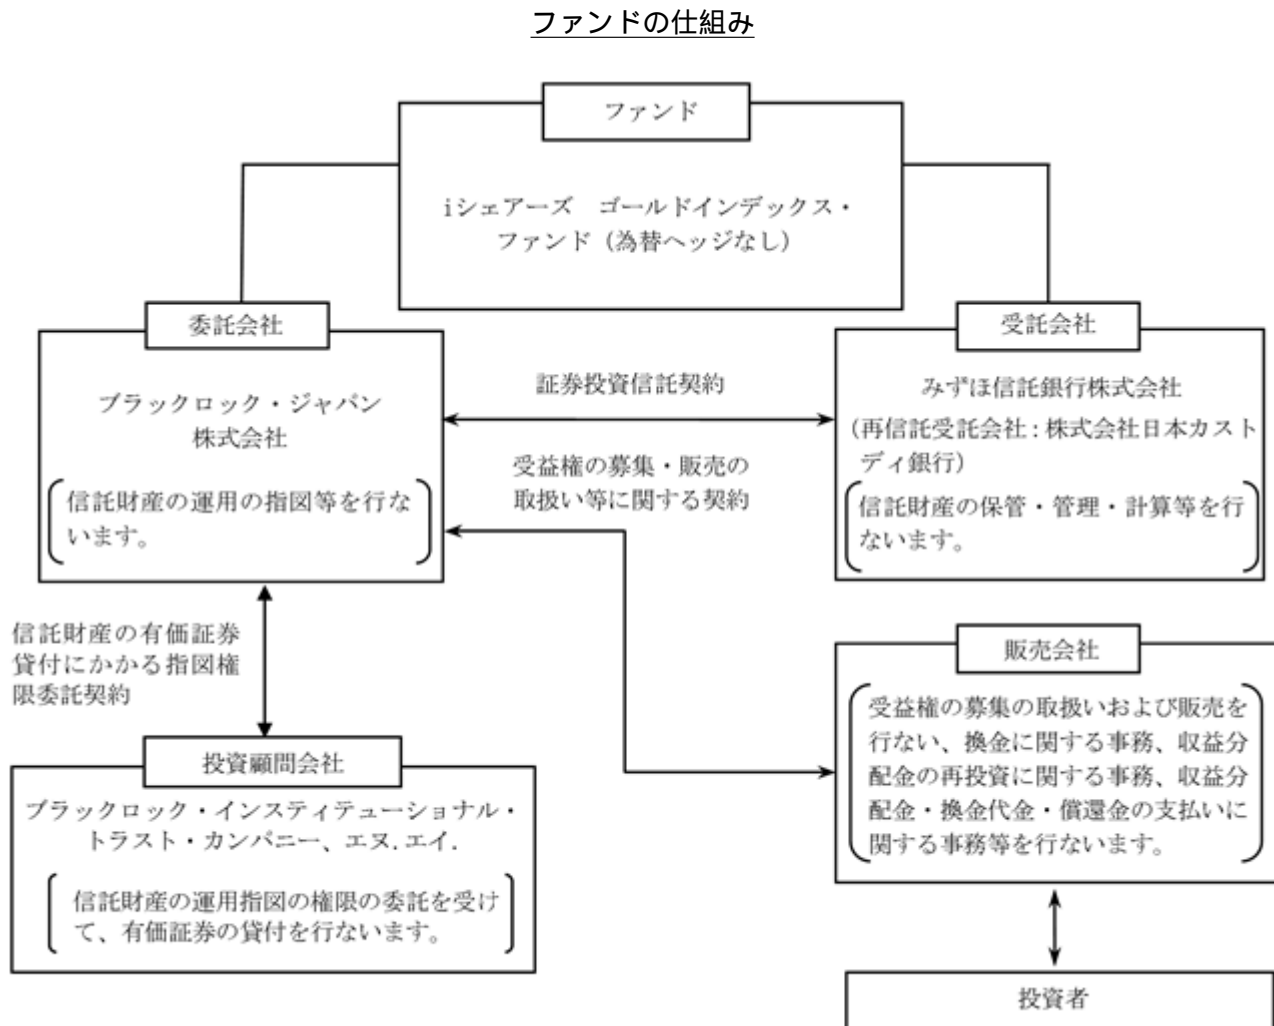 ファンドの仕組み
ファンド
iシェアーズ　ゴールドインデックス・
ファンド（為替ヘッジなし）
委託会社
ブラックロック・ジャパン
株式会社
信託財産の運用の指図等を行な
います。
証券投資信託契約
受益権の募集・販売の
取扱い等に関する契約
受託会社
みずほ信託銀行株式会社
（再信託受託会社：株式会社日本カスト
ディ銀行）
信託財産の保管・管理・計算等を行
ないます。
信託財産の有価証券
貸付にかかる指図権
限委託契約
販売会社
受益権の募集の取扱いおよび販売を
行ない、換金に関する事務、収益分
配金の再投資に関する事務、収益分
配金・換金代金・償還金の支払いに
関する事務等を行ないます。
投資顧問会社
ブラックロック・インスティテューショナル・
トラスト・カンパニー、エヌ.エイ.
信託財産の運用指図の権限の委託を受け
て、有価証券の貸付を行ないます。
投資者